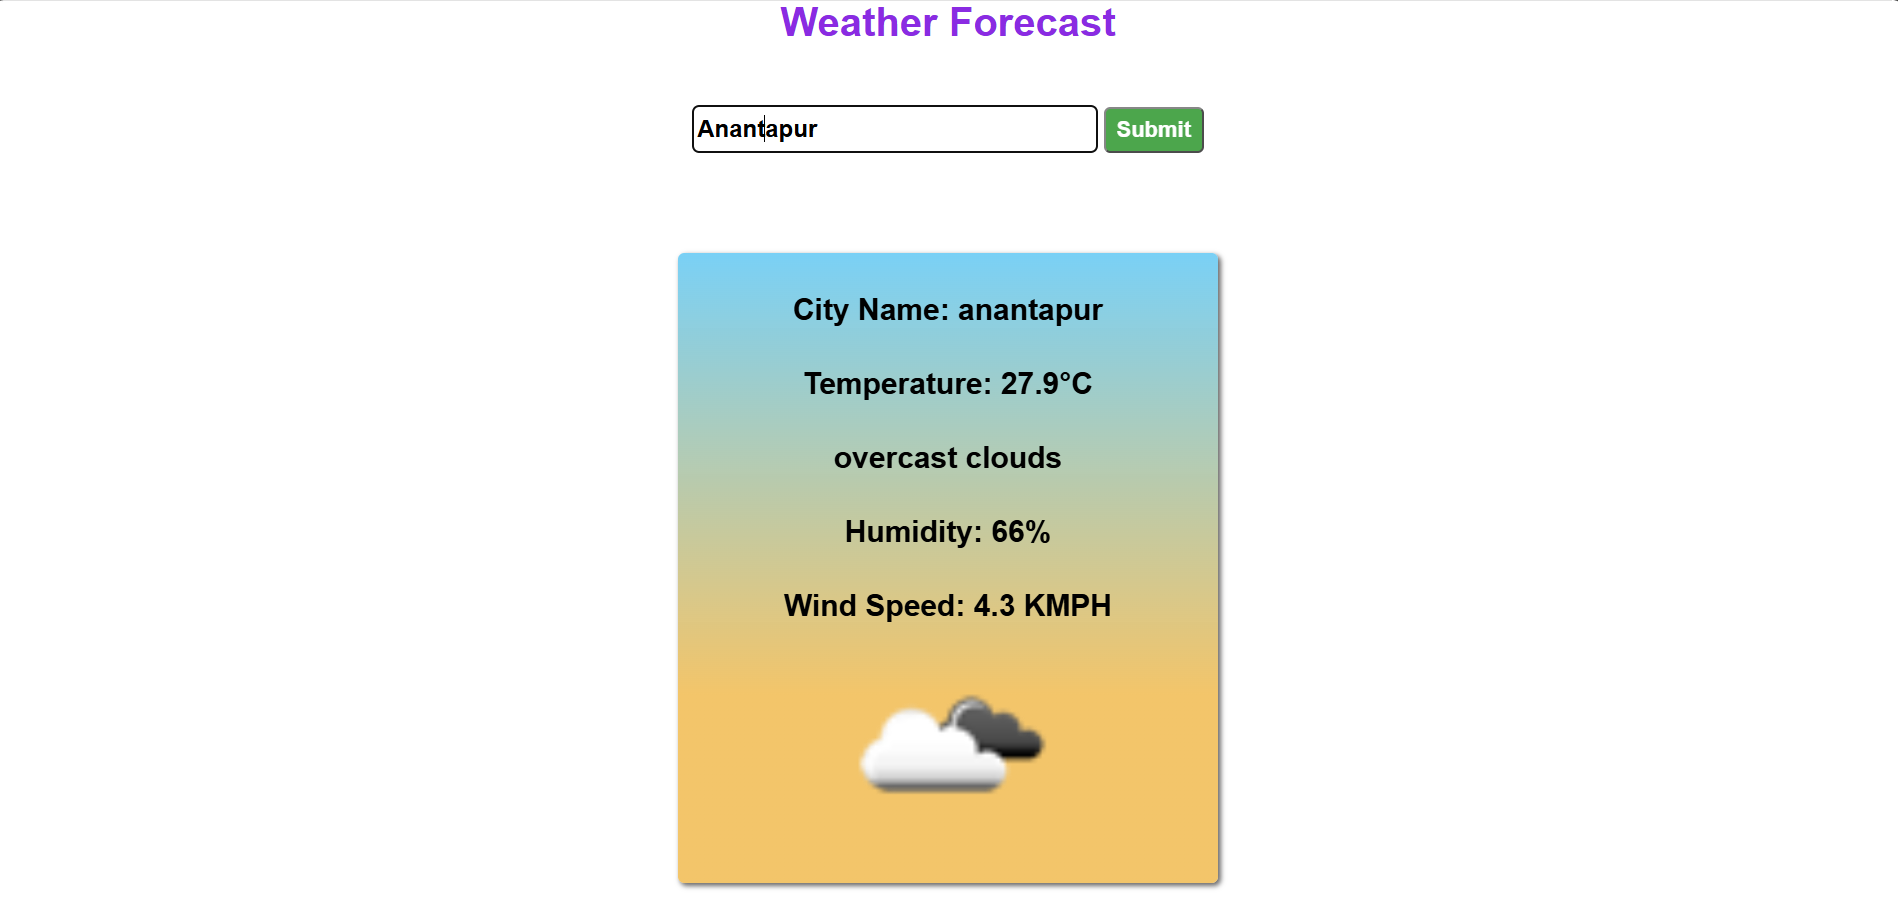 Weather Forecast
Anantapur
Submit
City Name: anantapur
Temperature: 27.9°C
overcast clouds
Humidity: 66%
Wind Speed: 4.3 KMPH